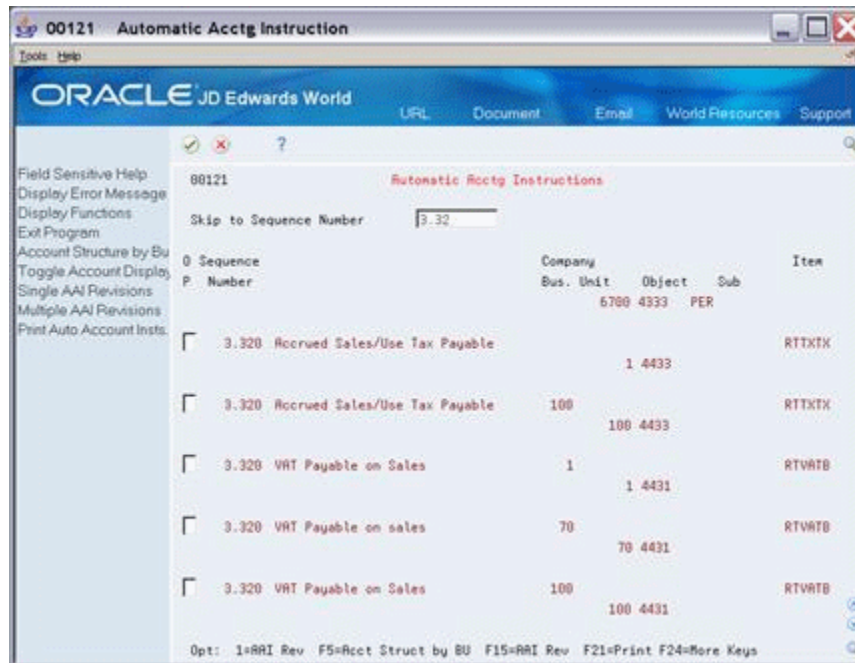 00121 Automatic Acctg Instruction
Tools Help
ORACLE JD Edwards World
URL Document Email World Resources Support
?
Field Sensitive Help
Display Error Message
Display Functions
Exit Program
Account Structure by Bu
Toggle Account Display
Single AAI Revisions
Multiple AAI Revisions
Print Auto Account Insts.
00121 Automatic Acctg Instructions
Skip to Sequence Number 3.32
O Sequence Company Item
P Number Bus. Unit Object Sub
6700 4333 PER
3.320 Accrued Sales/Use Tax Payable RTTXTX
1 4433
3.320 Accrued Sales/Use Tax Payable 100 RTTXTX
100 4433
3.320 VAT Payable on Sales 1 RTVATB
1 4431
3.320 VAT Payable on sales 70 RTVATB
70 4431
3.320 VAT Payable on Sales 100 RTVATB
100 4431
Opt: 1=AAI Rev F5=Acct Struct by BU F15=AAI Rev F21=Print F24=More Keys